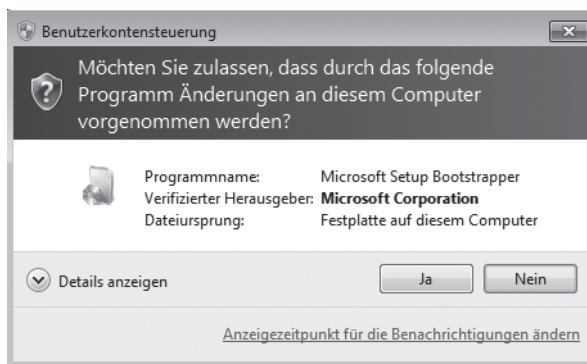 Benutzerkontensteuerung
Möchten Sie zulassen, dass durch das folgende
Programm Änderungen an diesem Computer
vorgenommen werden?
Programmname: Microsoft Setup Bootstrapper
Verifizierter Herausgeber: Microsoft Corporation
Dateiursprung: Festplatte auf diesem Computer
Details anzeigen Ja Nein
Anzeigezeitpunkt für die Benachrichtigungen ändern